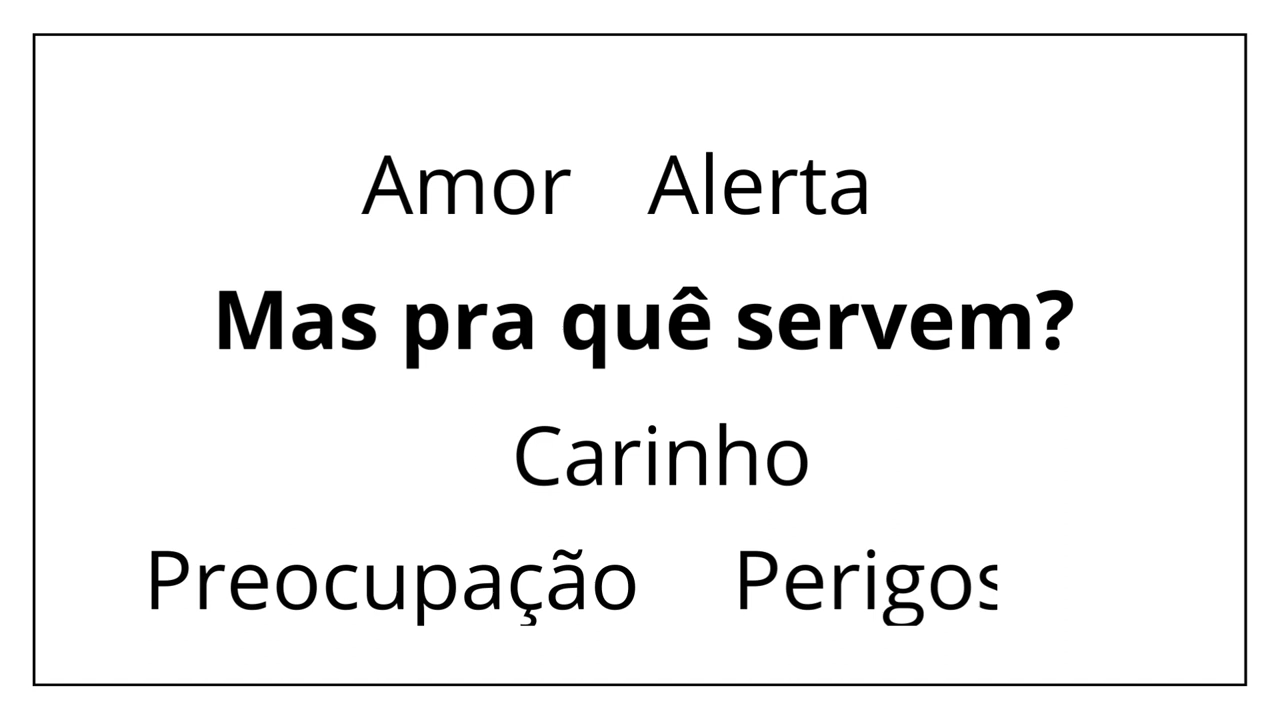 Amor Alerta
Mas pra quê servem?
Carinho
Preocupação Perigos